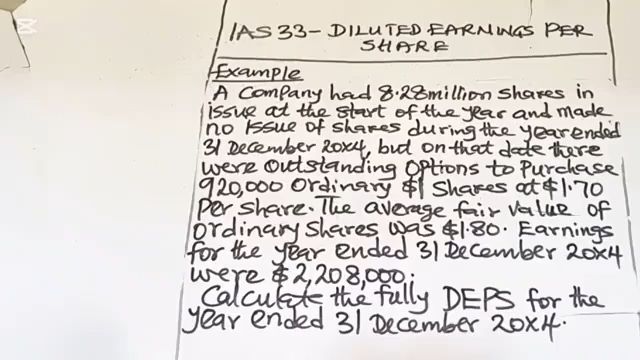 IAS 33 - DILUTED EARNINGS PER
SHARE
Example
A Company had 8.28million shares in
issue at the start of the year and made
no issue of shares during the year ended
31 December 20X4, but on that date there
were outstanding options to purchase
920,000 Ordinary $1 shares at $1.70
Per share. The average fair value of
ordinary shares was $1.80. Earnings
for the year ended 31 December 20X4
were $2,208,000.
Calculate the fully DEPS for the
year ended 31 December 20X4.